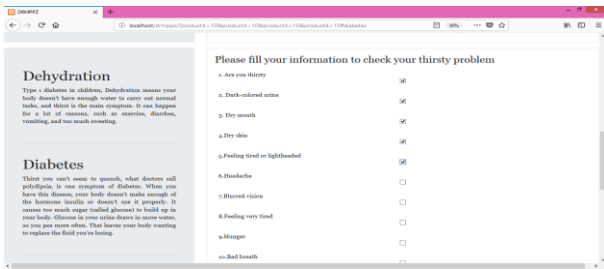 DRMPPZ
localhost/drmppz/?productid=10&productid=10&productid=10&productid=10#diabetes
90%
Dehydration
Type 1 diabetes in children, Dehydration means your
body doesn't have enough water to carry out normal
tasks, and thirst is the main symptom. It can happen
for a lot of reasons, such as exercise, diarrhea,
vomiting, and too much sweating.
Diabetes
Thirst you can't seem to quench, what doctors call
polydipsia, is one symptom of diabetes. When you
have this disease, your body doesn't make enough of
the hormone insulin or doesn't use it properly. It
causes too much sugar (called glucose) to build up in
your body. Glucose in your urine draws in more water,
so you pee more often. That leaves your body wanting
to replace the fluid you're losing.
Please fill your information to check your thirsty problem
1. Are you thirsty
2. Dark-colored urine
3. Dry mouth
4.Dry skin
5.Feeling tired or lightheaded
6.Headache
7.Blurred vision
8.Feeling very tired
9.Hunger
10.Bad breath